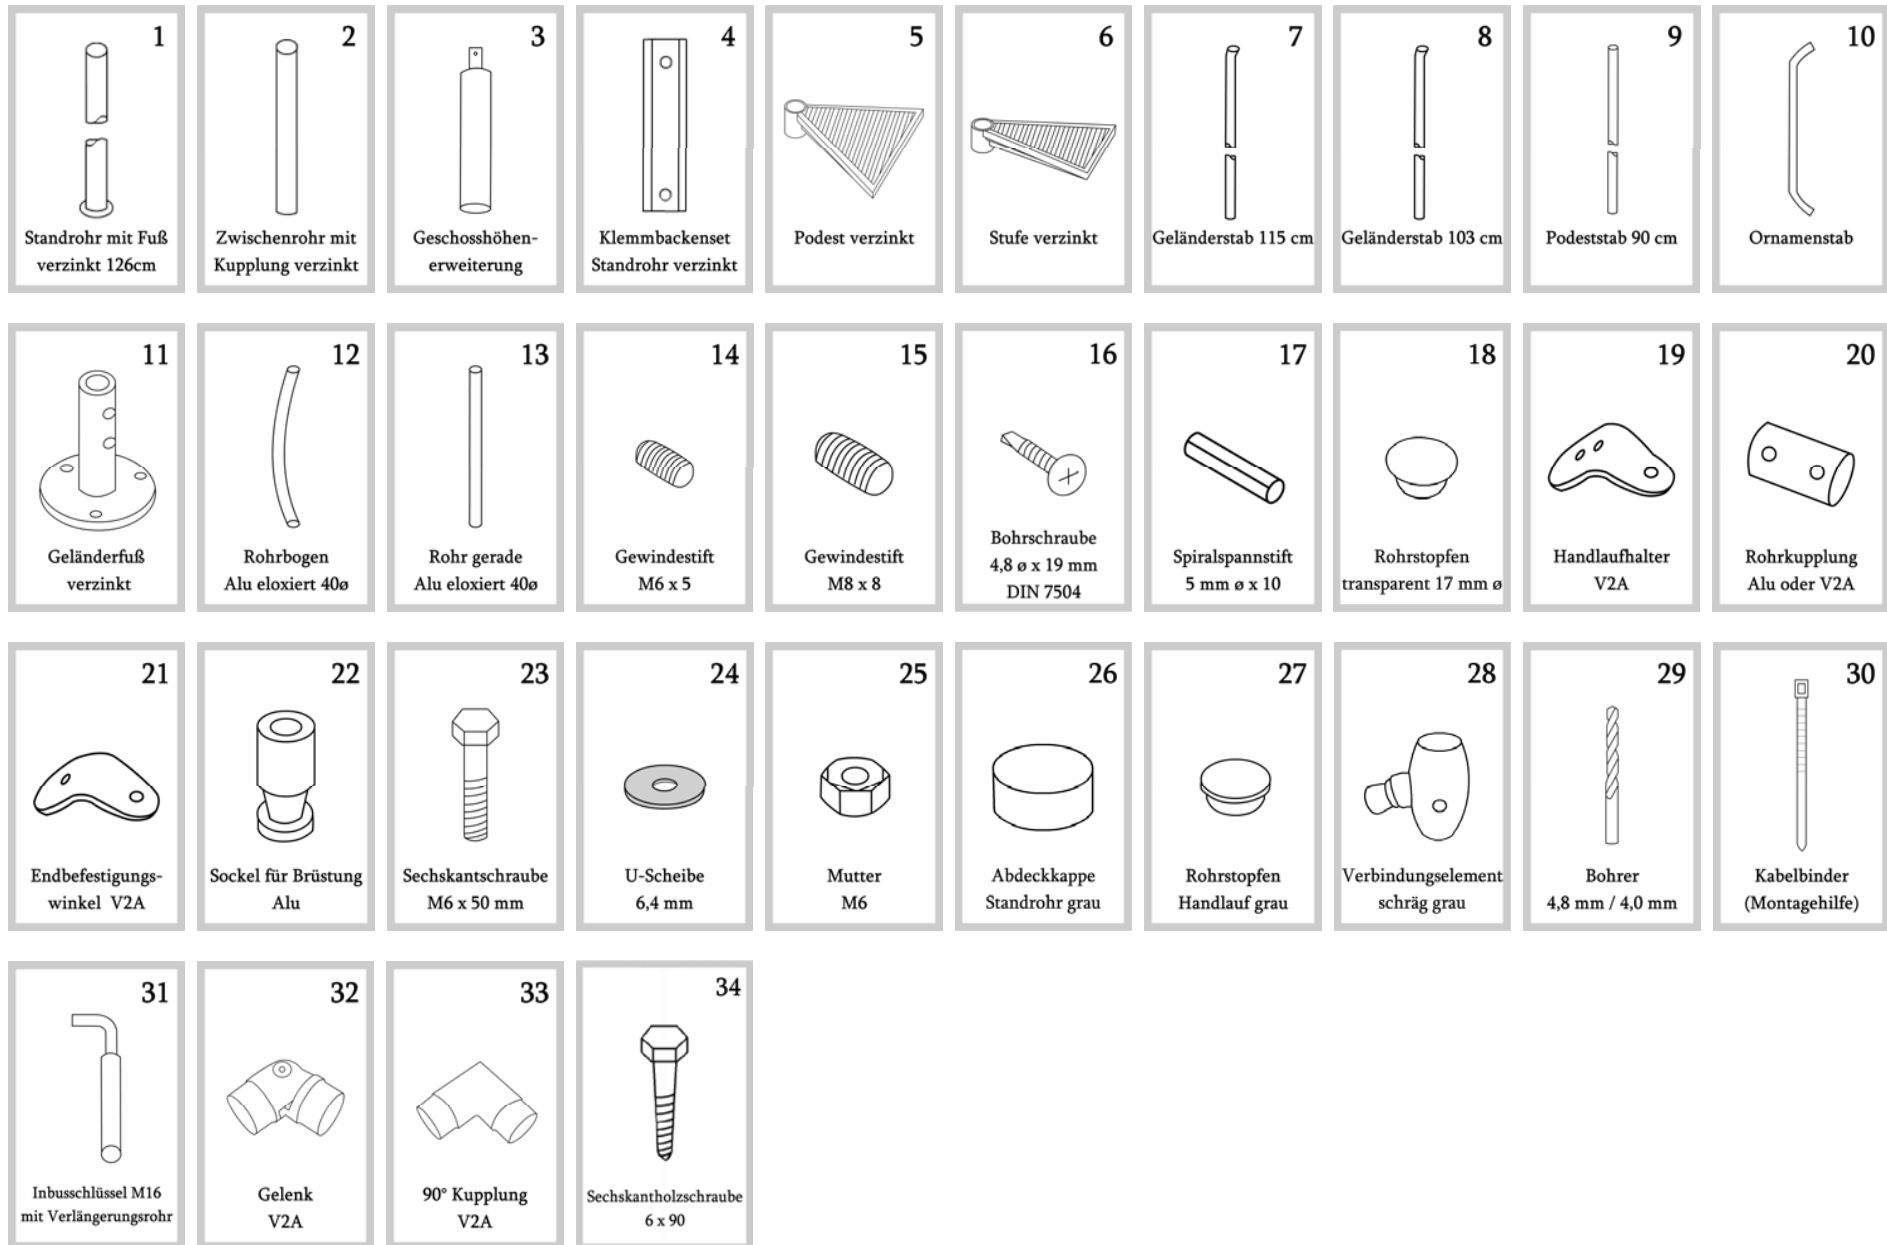 1
Standrohr mit Fuß
verzinkt 126cm
2
Zwischenrohr mit
Kupplung verzinkt
3
Geschosshöhen-
erweiterung
4
Klemmbackenset
Standrohr verzinkt
5
Podest verzinkt
6
Stufe verzinkt
7
Geländerstab 115 cm
8
Geländerstab 103 cm
9
Podeststab 90 cm
10
Ornamenstab
11
Geländerfuß
verzinkt
12
Rohrbogen
Alu eloxiert 40ø
13
Rohr gerade
Alu eloxiert 40ø
14
Gewindestift
M6 x 5
15
Gewindestift
M8 x 8
16
Bohrschraube
4,8 ø x 19 mm
DIN 7504
17
Spiralspannstift
5 mm ø x 10
18
Rohrstopfen
transparent 17 mm ø
19
Handlaufhalter
V2A
20
Rohrkupplung
Alu oder V2A
21
Endbefestigungs-
winkel V2A
22
Sockel für Brüstung
Alu
23
Sechskantschraube
M6 x 50 mm
24
U-Scheibe
6,4 mm
25
Mutter
M6
26
Abdeckkappe
Standrohr grau
27
Rohrstopfen
Handlauf grau
28
Verbindungselement
schräg grau
29
Bohrer
4,8 mm / 4,0 mm
30
Kabelbinder
(Montagehilfe)
31
Inbusschlüssel M16
mit Verlängerungsrohr
32
Gelenk
V2A
33
90° Kupplung
V2A
34
Sechskantholzschraube
6 x 90